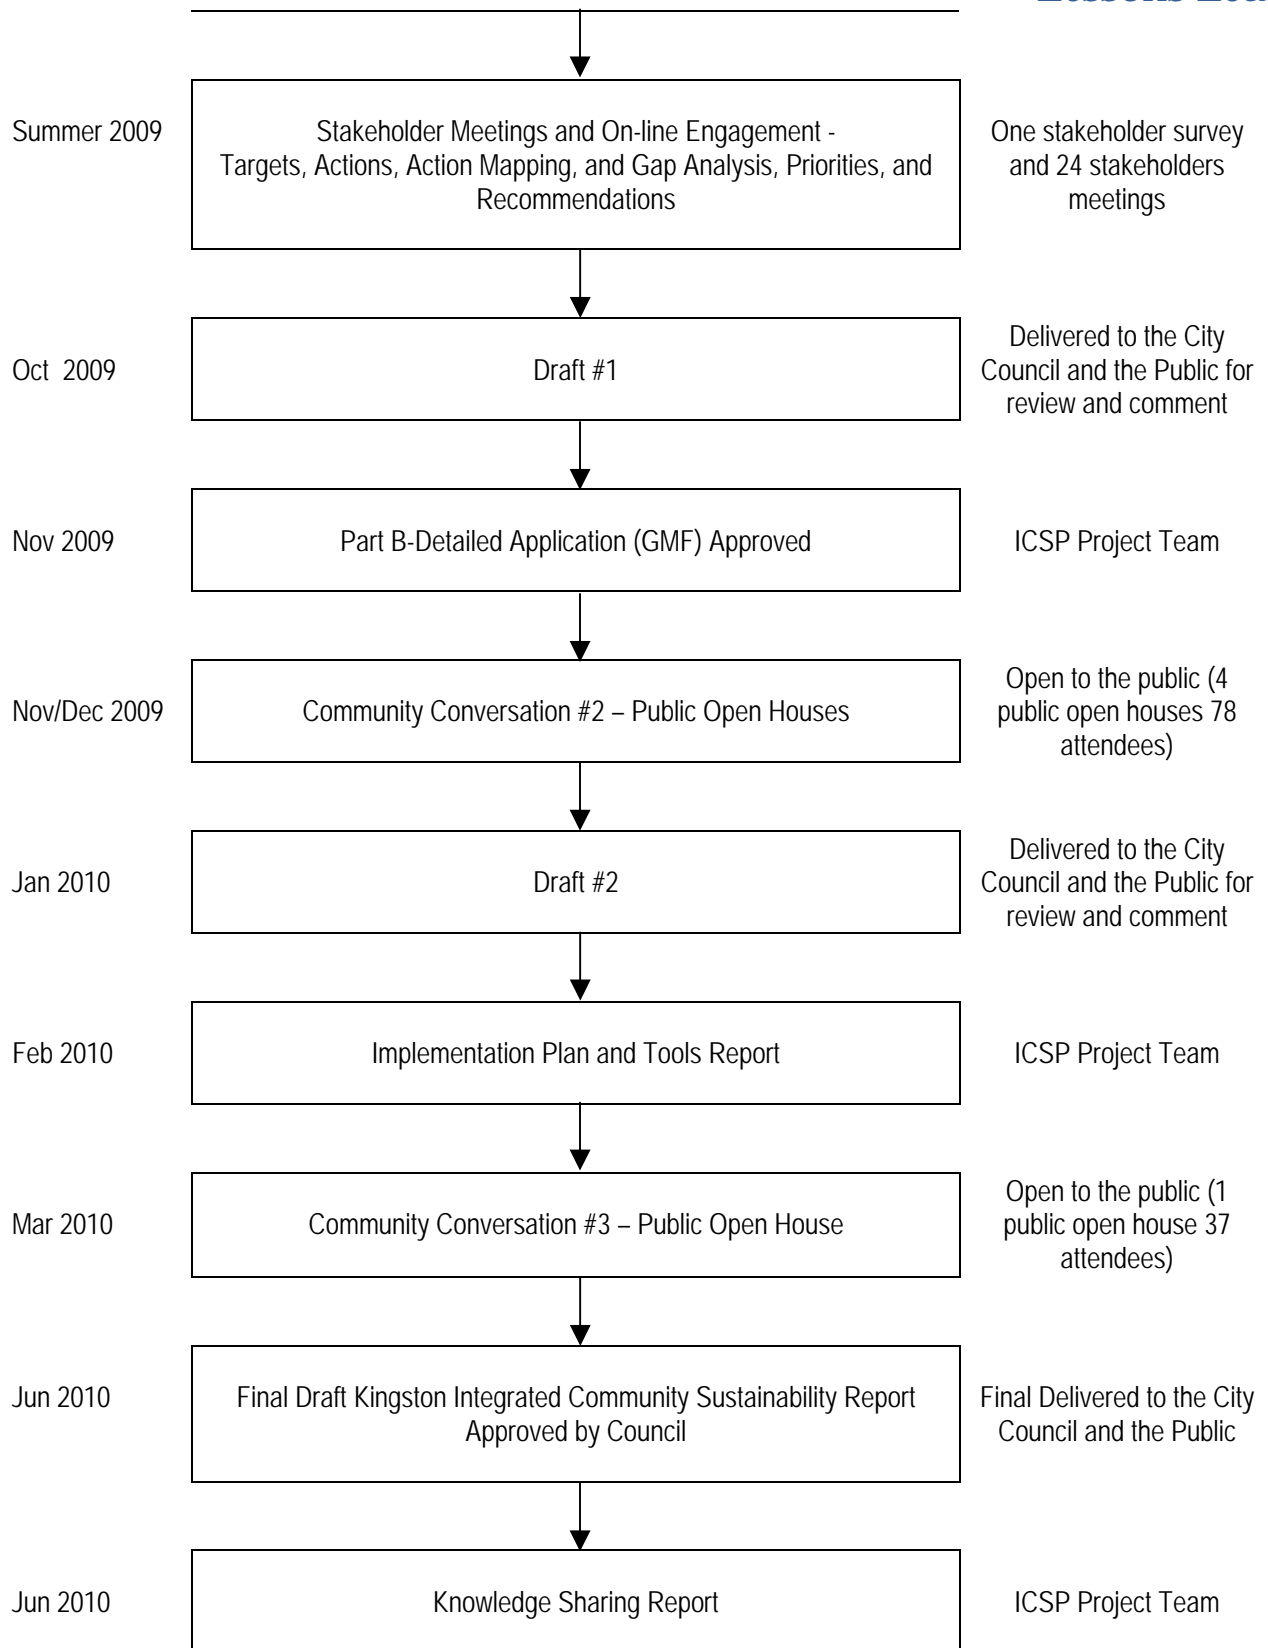 Summer 2009
Stakeholder Meetings and On-line Engagement -
Targets, Actions, Action Mapping, and Gap Analysis, Priorities, and
Recommendations
One stakeholder survey
and 24 stakeholders
meetings
Oct 2009
Draft #1
Delivered to the City
Council and the Public for
review and comment
Nov 2009
Part B-Detailed Application (GMF) Approved
ICSP Project Team
Nov/Dec 2009
Community Conversation #2 – Public Open Houses
Open to the public (4
public open houses 78
attendees)
Jan 2010
Draft #2
Delivered to the City
Council and the Public for
review and comment
Feb 2010
Implementation Plan and Tools Report
ICSP Project Team
Mar 2010
Community Conversation #3 – Public Open House
Open to the public (1
public open house 37
attendees)
Jun 2010
Final Draft Kingston Integrated Community Sustainability Report
Approved by Council
Final Delivered to the City
Council and the Public
Jun 2010
Knowledge Sharing Report
ICSP Project Team